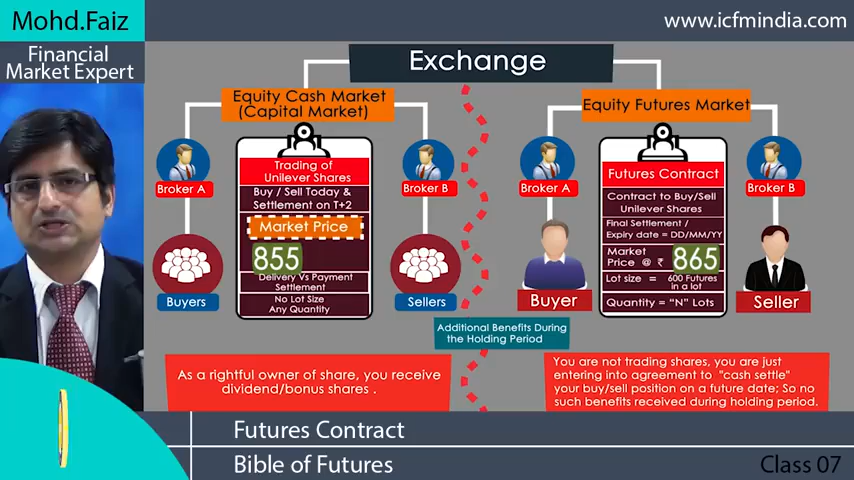 Mohd.Faiz
Financial
Market Expert
www.icfmindia.com
Exchange
Equity Cash Market
(Capital Market)
Broker A
Broker B
Trading of
Unilever Shares
Buy / Sell Today &
Settlement on T+2
Market Price
855
Delivery Vs Payment
Settlement
No Lot Size
Any Quantity
Buyers
Sellers
Equity Futures Market
Broker A
Broker B
Futures Contract
Contract to Buy/Sell
Unilever Shares
Final Settlement /
Expiry date = DD/MM/YY
Market
Price @ ₹ 865
Lot size = 600 Futures
in a lot
Quantity = "N" Lots
Buyer
Seller
Additional Benefits During
the Holding Period
As a rightful owner of share, you receive
dividend/bonus shares .
You are not trading shares, you are just
entering into agreement to "cash settle"
your buy/sell position on a future date; So no
such benefits received during holding period.
Futures Contract
Bible of Futures
Class 07